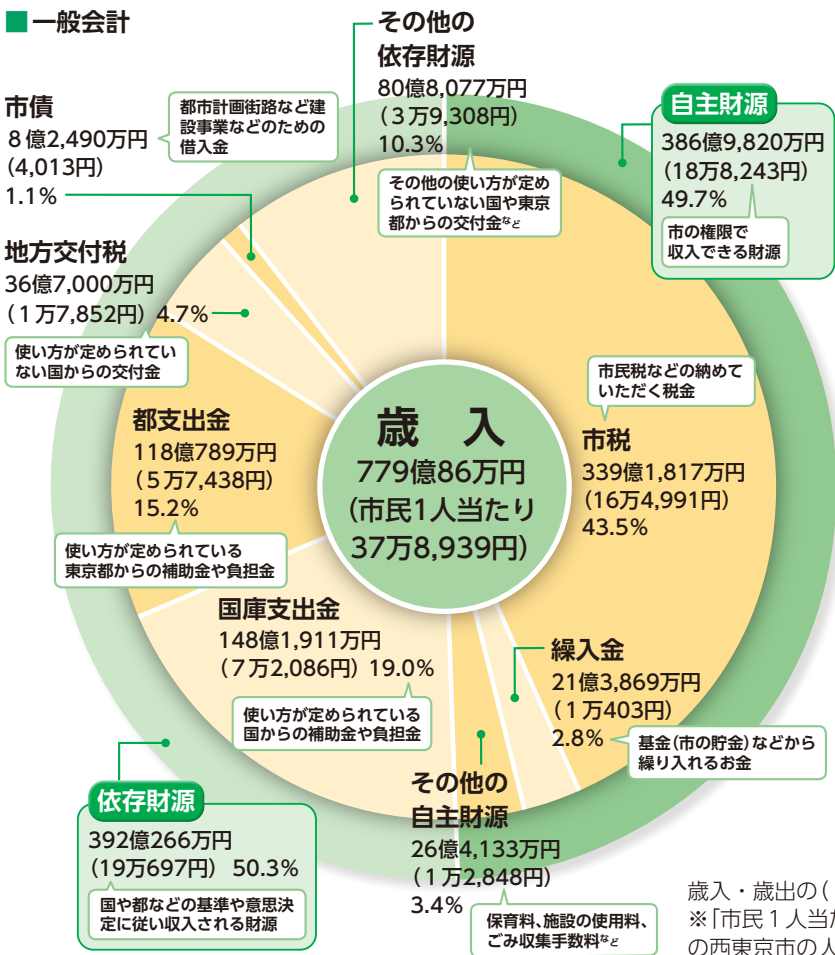 ■一般会計
その他の
依存財源
80億8,077万円
(3万9,308円)
10.3%
その他の使い方が定め
られていない国や東京
都からの交付金など
市債
8億2,490万円
(4,013円)
1.1%
都市計画街路など建
設事業などのための
借入金
自主財源
386億9,820万円
(18万8,243円)
49.7%
市の権限で
収入できる財源
地方交付税
36億7,000万円
(1万7,852円) 4.7%
使い方が定められてい
ない国からの交付金
市民税などの納めて
いただく税金
市税
339億1,817万円
(16万4,991円)
43.5%
歳 入
779億86万円
(市民1人当たり
37万8,939円)
都支出金
118億789万円
(5万7,438円)
15.2%
使い方が定められている
東京都からの補助金や負担金
国庫支出金
148億1,911万円
(7万2,086円) 19.0%
使い方が定められている
国からの補助金や負担金
繰入金
21億3,869万円
(1万403円)
2.8%
基金(市の貯金)などから
繰り入れるお金
その他の
自主財源
26億4,133万円
(1万2,848円)
3.4%
保育料、施設の使用料、
ごみ収集手数料など
依存財源
392億266万円
(19万697円) 50.3%
国や都などの基準や意思決
定に従い収入される財源
歳入・歳出の(
※「市民1人当た
の西東京市の人